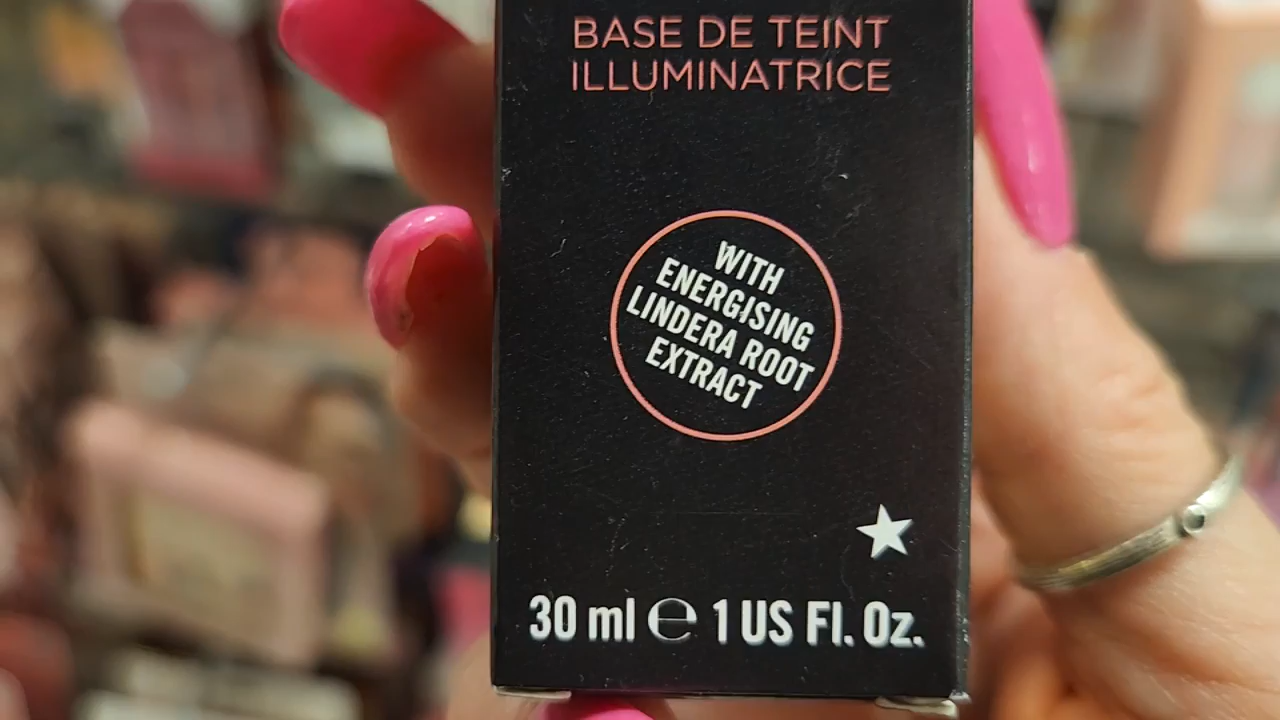 BASE DE TEINT
ILLUMINATRICE
WITH
ENERGISING
LINDERA ROOT
EXTRACT
30 ml ℮ 1 US Fl. Oz.